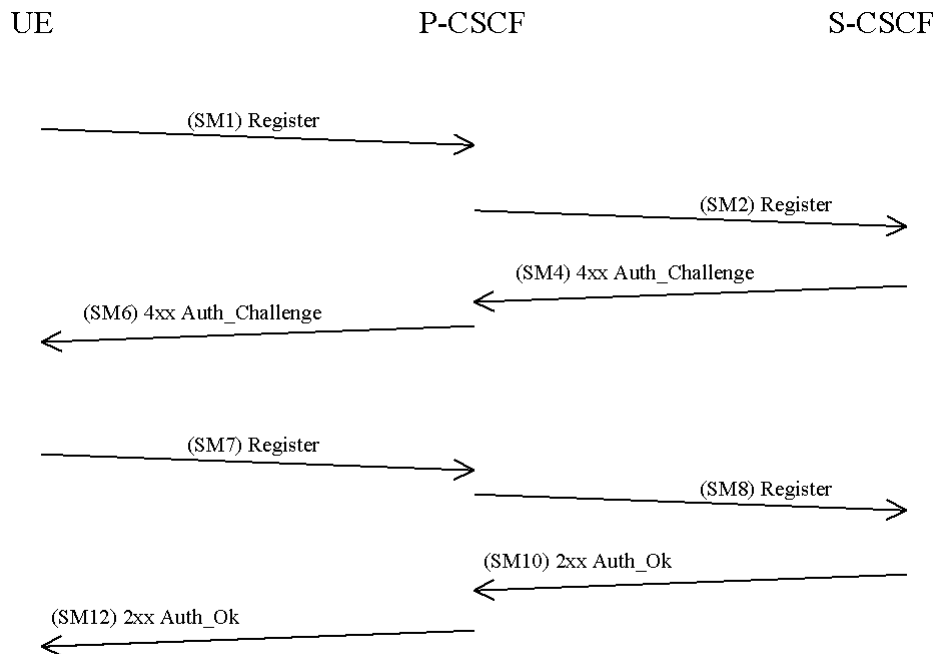 UE P-CSCF S-CSCF
(SM1) Register
(SM2) Register
(SM4) 4xx Auth_Challenge
(SM6) 4xx Auth_Challenge
(SM7) Register
(SM8) Register
(SM10) 2xx Auth_Ok
(SM12) 2xx Auth_Ok